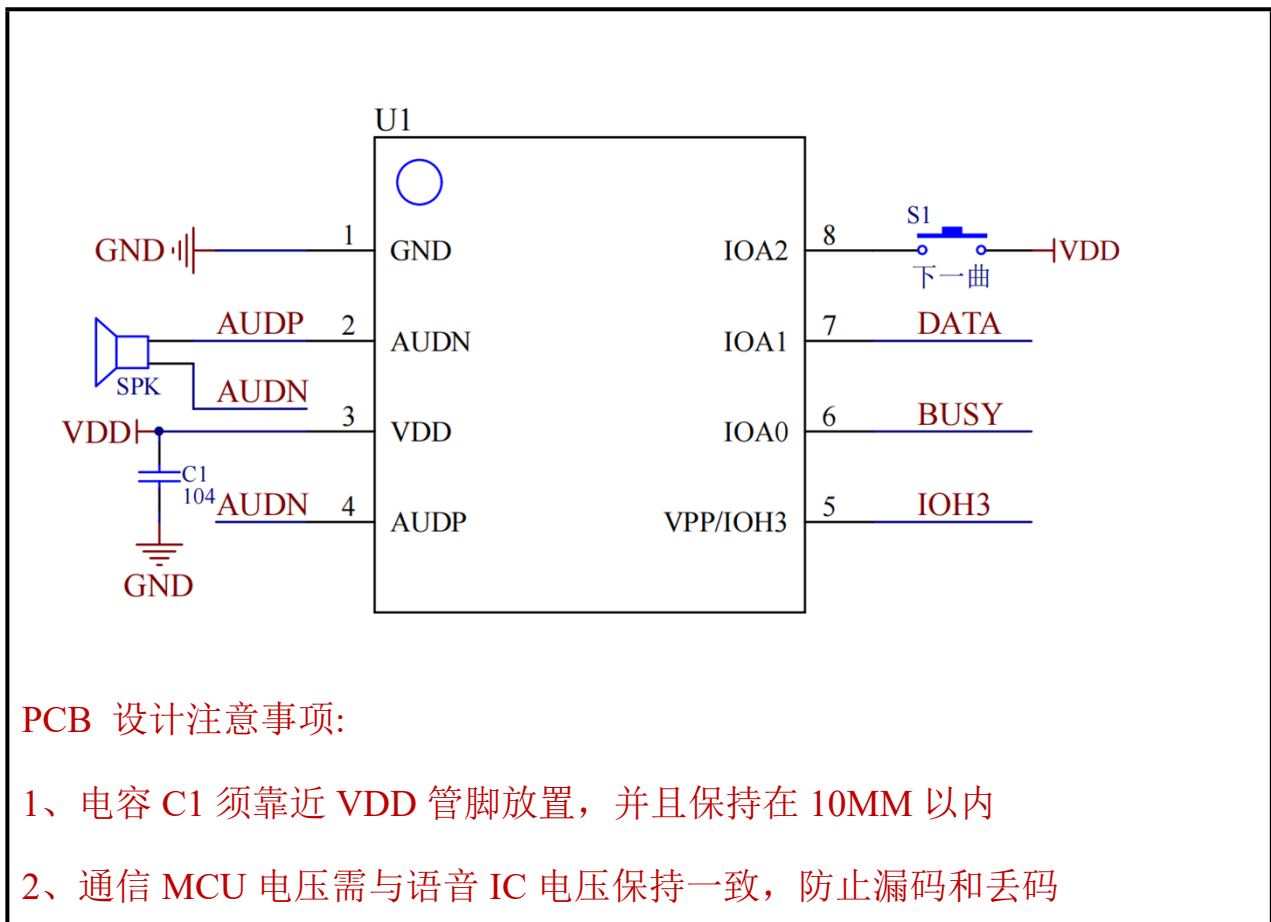 U1
GND 1 GND
AUDP 2 AUDN
SPK
AUDN
VDD 3 VDD
C1
104
AUDN 4 AUDP
GND
IOA2 8 S1 VDD
下一曲
IOA1 7 DATA
IOA0 6 BUSY
VPP/IOH3 5 IOH3
PCB 设计注意事项:
1、电容 C1 须靠近 VDD 管脚放置，并且保持在 10MM 以内
2、通信 MCU 电压需与语音 IC 电压保持一致，防止漏码和丢码